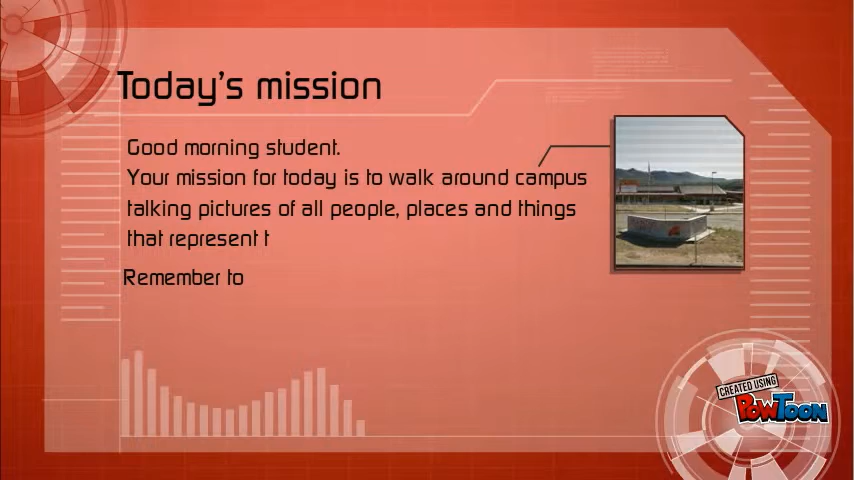 Today's mission
Good morning student.
Your mission for today is to walk around campus
talking pictures of all people, places and things
that represent t
Remember to
CREATED USING
POWTOON